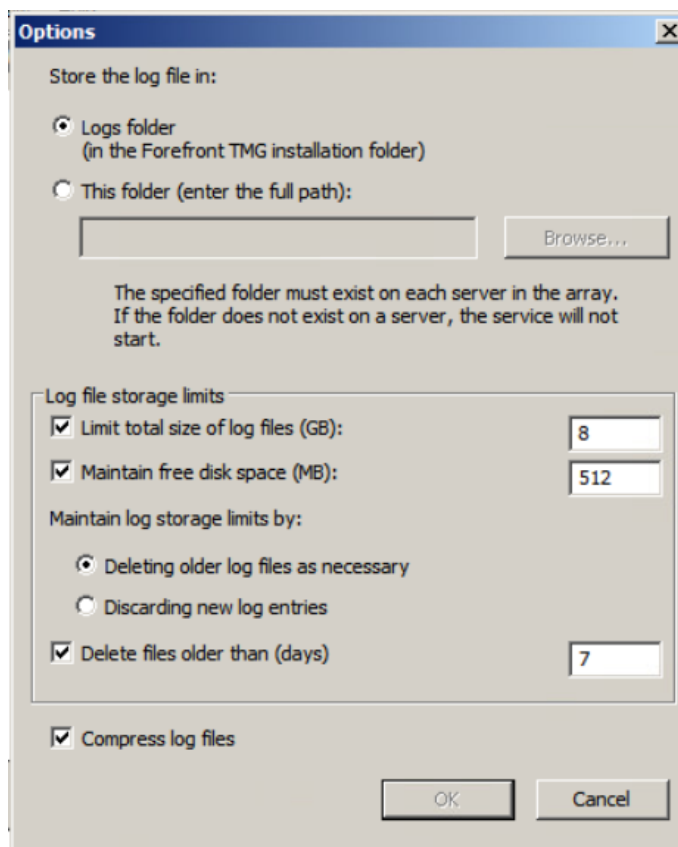 Options
Store the log file in:
Logs folder
(in the Forefront TMG installation folder)
This folder (enter the full path):
Browse...
The specified folder must exist on each server in the array.
If the folder does not exist on a server, the service will not
start.
Log file storage limits
Limit total size of log files (GB): 8
Maintain free disk space (MB): 512
Maintain log storage limits by:
Deleting older log files as necessary
Discarding new log entries
Delete files older than (days) 7
Compress log files
OK Cancel